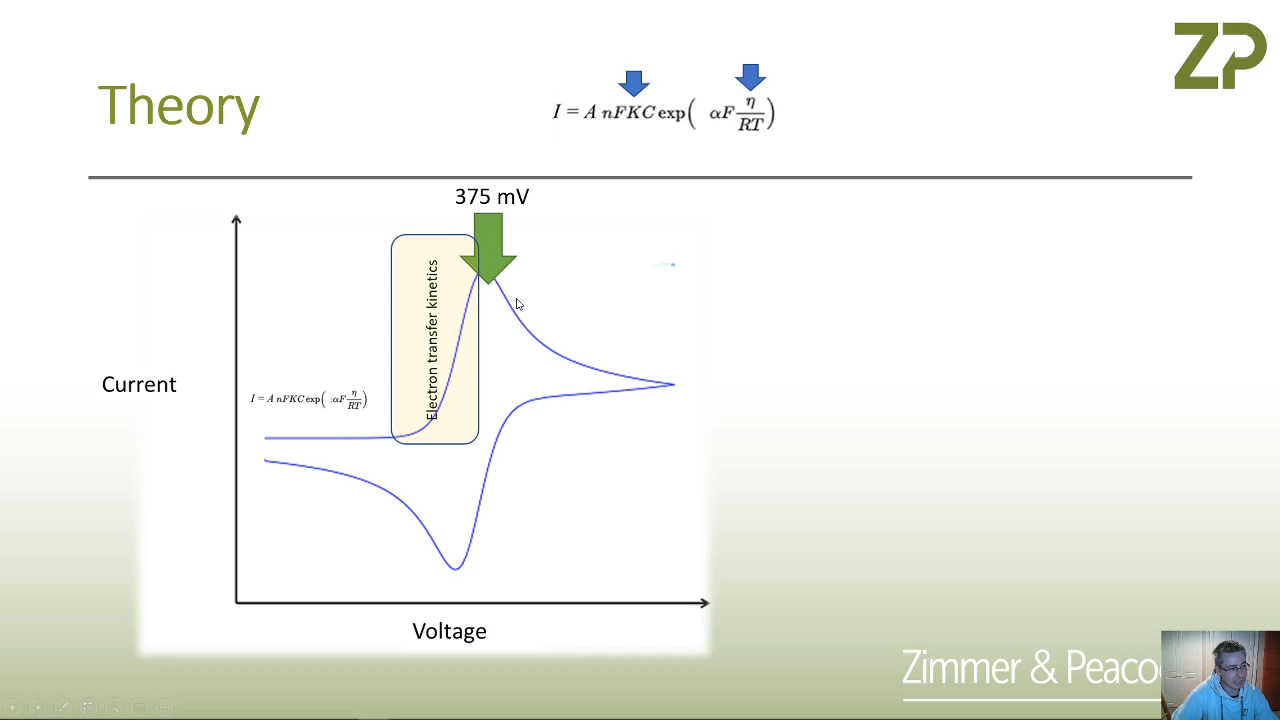 ZP
Theory
I = A nFKC exp( αF η/RT )
375 mV
Electron transfer kinetics
Current
I = A nFKC exp( :αF η/RT )
Voltage
Zimmer & Peaco